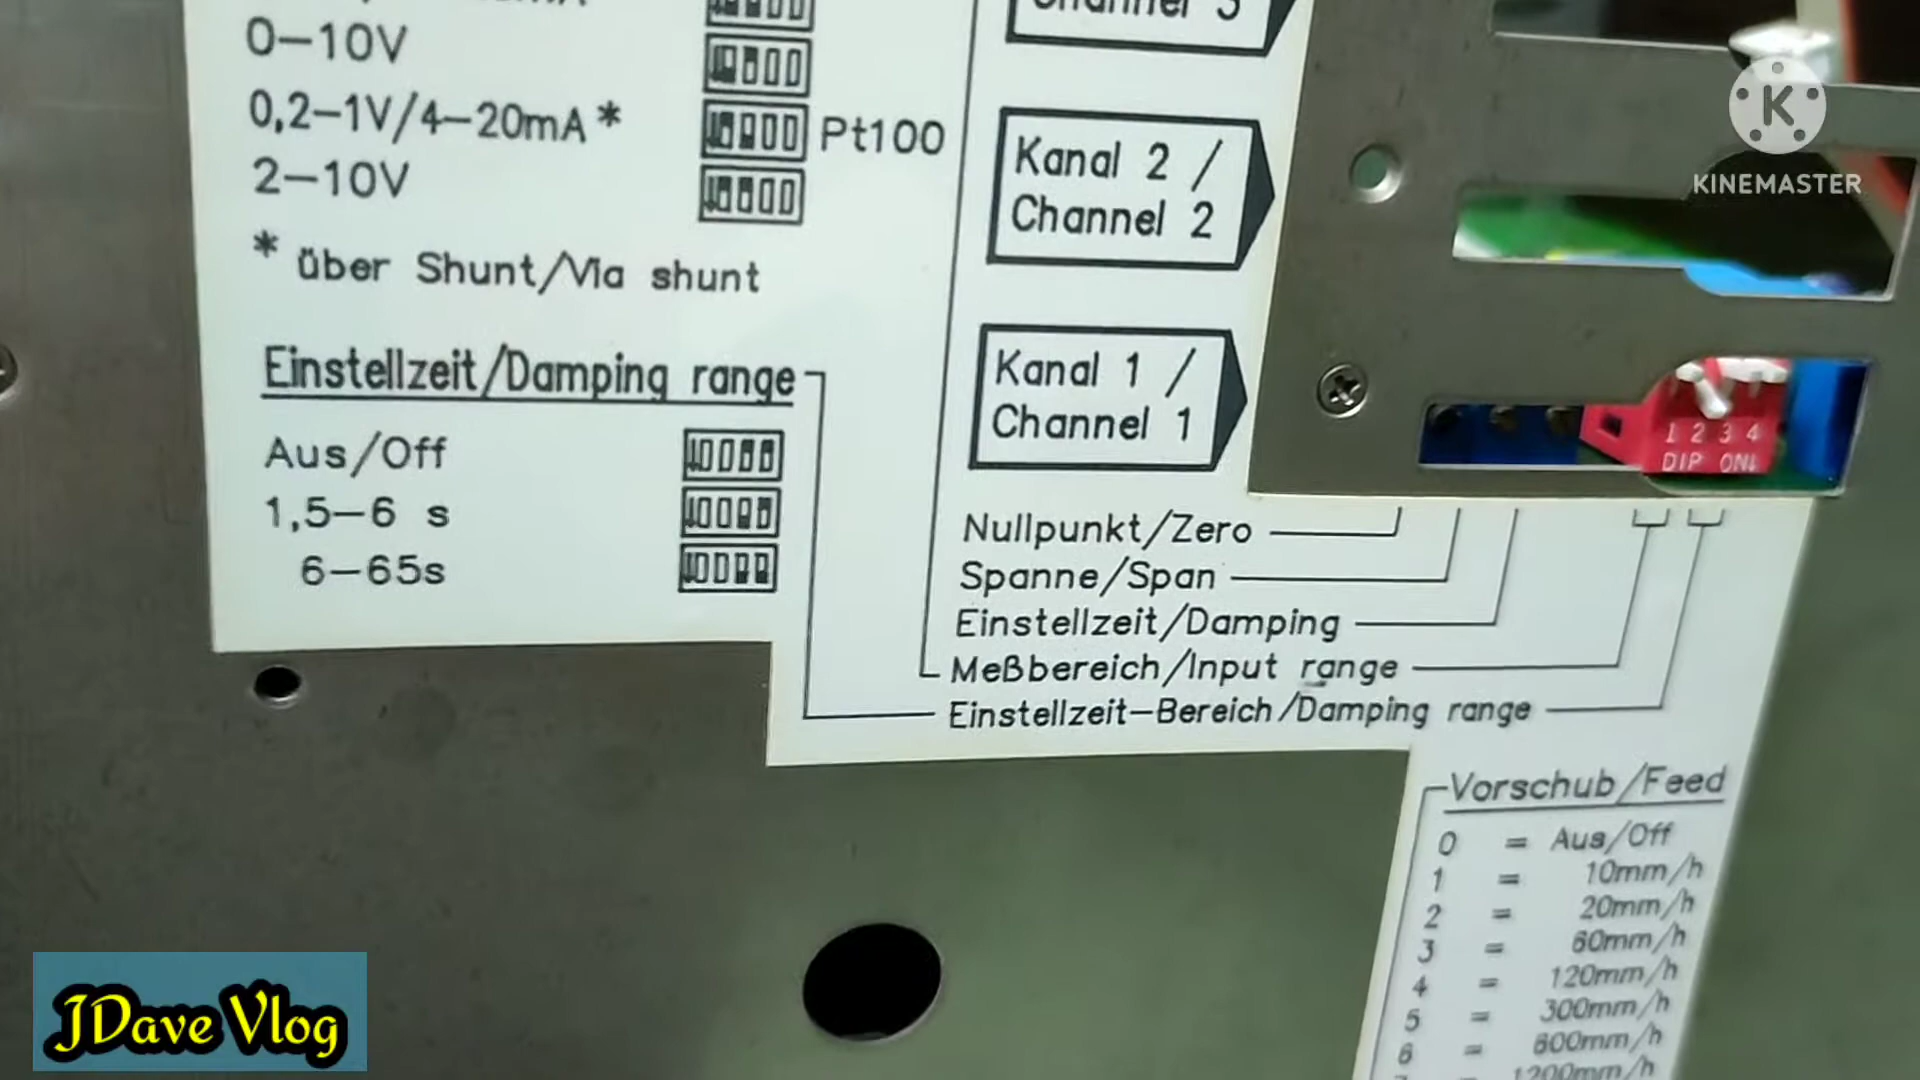 0-10V
0,2-1V/4-20mA*
Pt100
2-10V
* über Shunt/Via shunt
Einstellzeit/Damping range
Aus/Off
1,5-6 s
6-65s
Kanal 2 /
Channel 2
Kanal 1 /
Channel 1
Nullpunkt/Zero
Spanne/Span
Einstellzeit/Damping
Meßbereich/Input range
Einstellzeit-Bereich/Damping range
Vorschub/Feed
0 = Aus/Off
1 = 10mm/h
2 = 20mm/h
3 = 60mm/h
4 = 120mm/h
5 = 300mm/h
6 = 600mm/h
1200mm/h
1 2 3 4
DIP ON↓
K
KINEMASTER
JDave Vlog